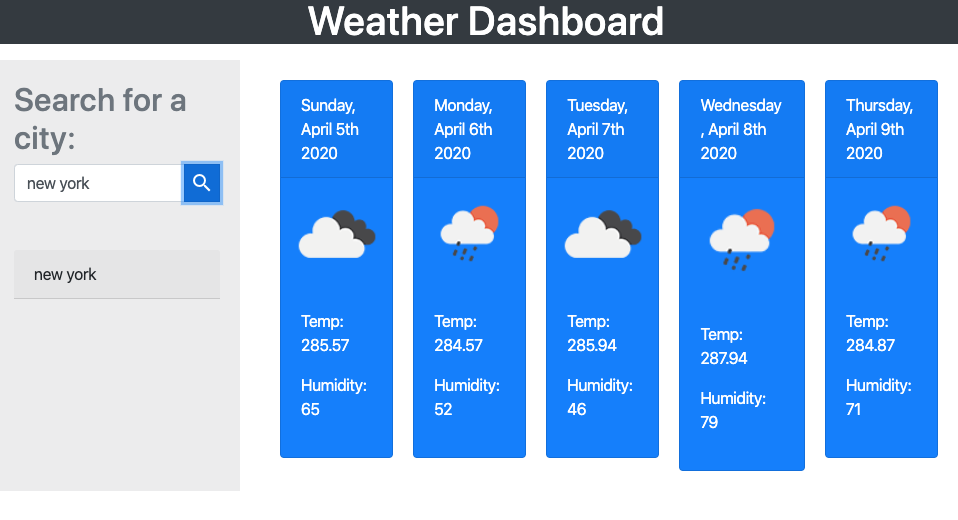 Weather Dashboard
Search for a
city:
new york
new york
Sunday,
April 5th
2020
Temp:
285.57
Humidity:
65
Monday,
April 6th
2020
Temp:
284.57
Humidity:
52
Tuesday,
April 7th
2020
Temp:
285.94
Humidity:
46
Wednesday
, April 8th
2020
Temp:
287.94
Humidity:
79
Thursday,
April 9th
2020
Temp:
284.87
Humidity:
71